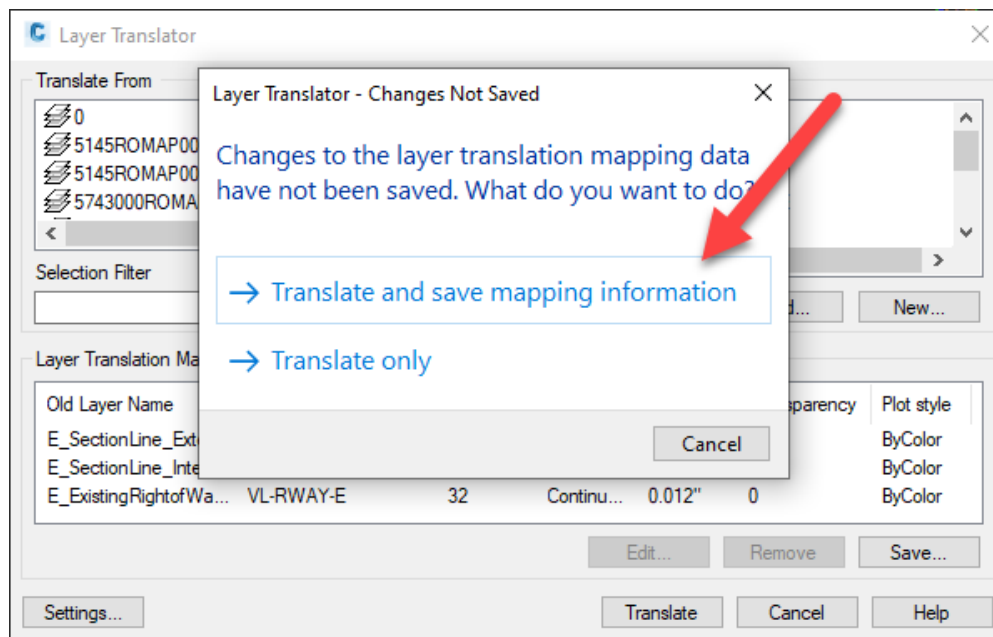 Layer Translator
Translate From
0
5145ROMAP00
5145ROMAP00
5743000ROMA
Layer Translator - Changes Not Saved
Changes to the layer translation mapping data
have not been saved. What do you want to do?
→ Translate and save mapping information
→ Translate only
Cancel
Selection Filter
d...
New...
Layer Translation Ma
Old Layer Name sparency Plot style
E_SectionLine_Ext ByColor
E_SectionLine_Inte ByColor
E_ExistingRightofWa... VL-RWAY-E 32 Continu... 0.012" 0 ByColor
Edit... Remove Save...
Settings... Translate Cancel Help